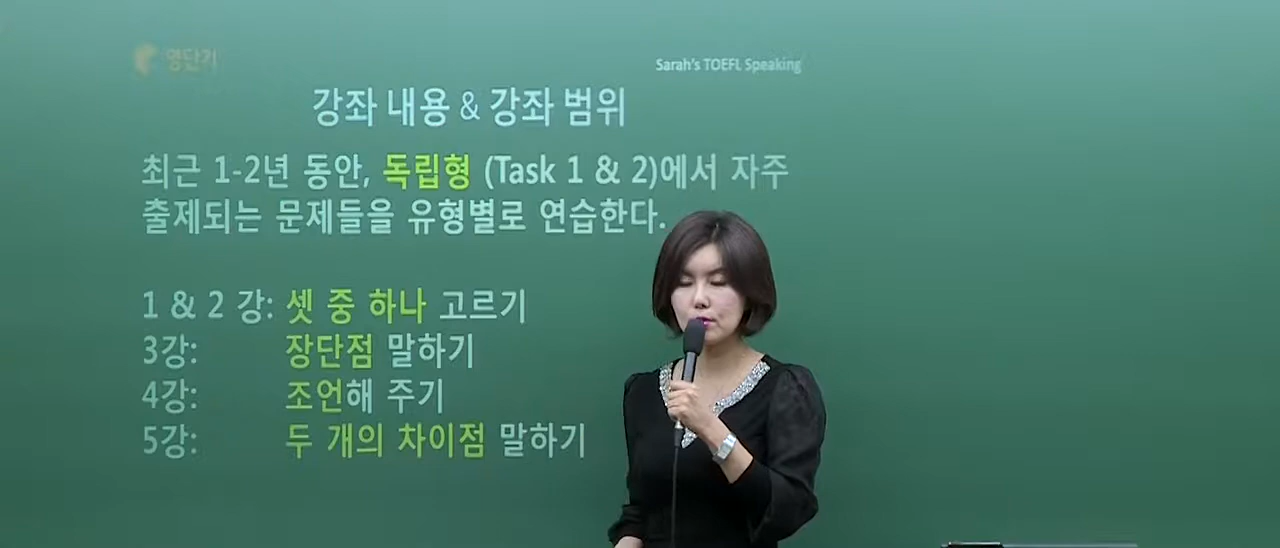 영단기
Sarah's TOEFL Speaking
강좌 내용 & 강좌 범위
최근 1-2년 동안, 독립형 (Task 1 & 2)에서 자주
출제되는 문제들을 유형별로 연습한다.
1 & 2 강: 셋 중 하나 고르기
3강: 장단점 말하기
4강: 조언해 주기
5강: 두 개의 차이점 말하기